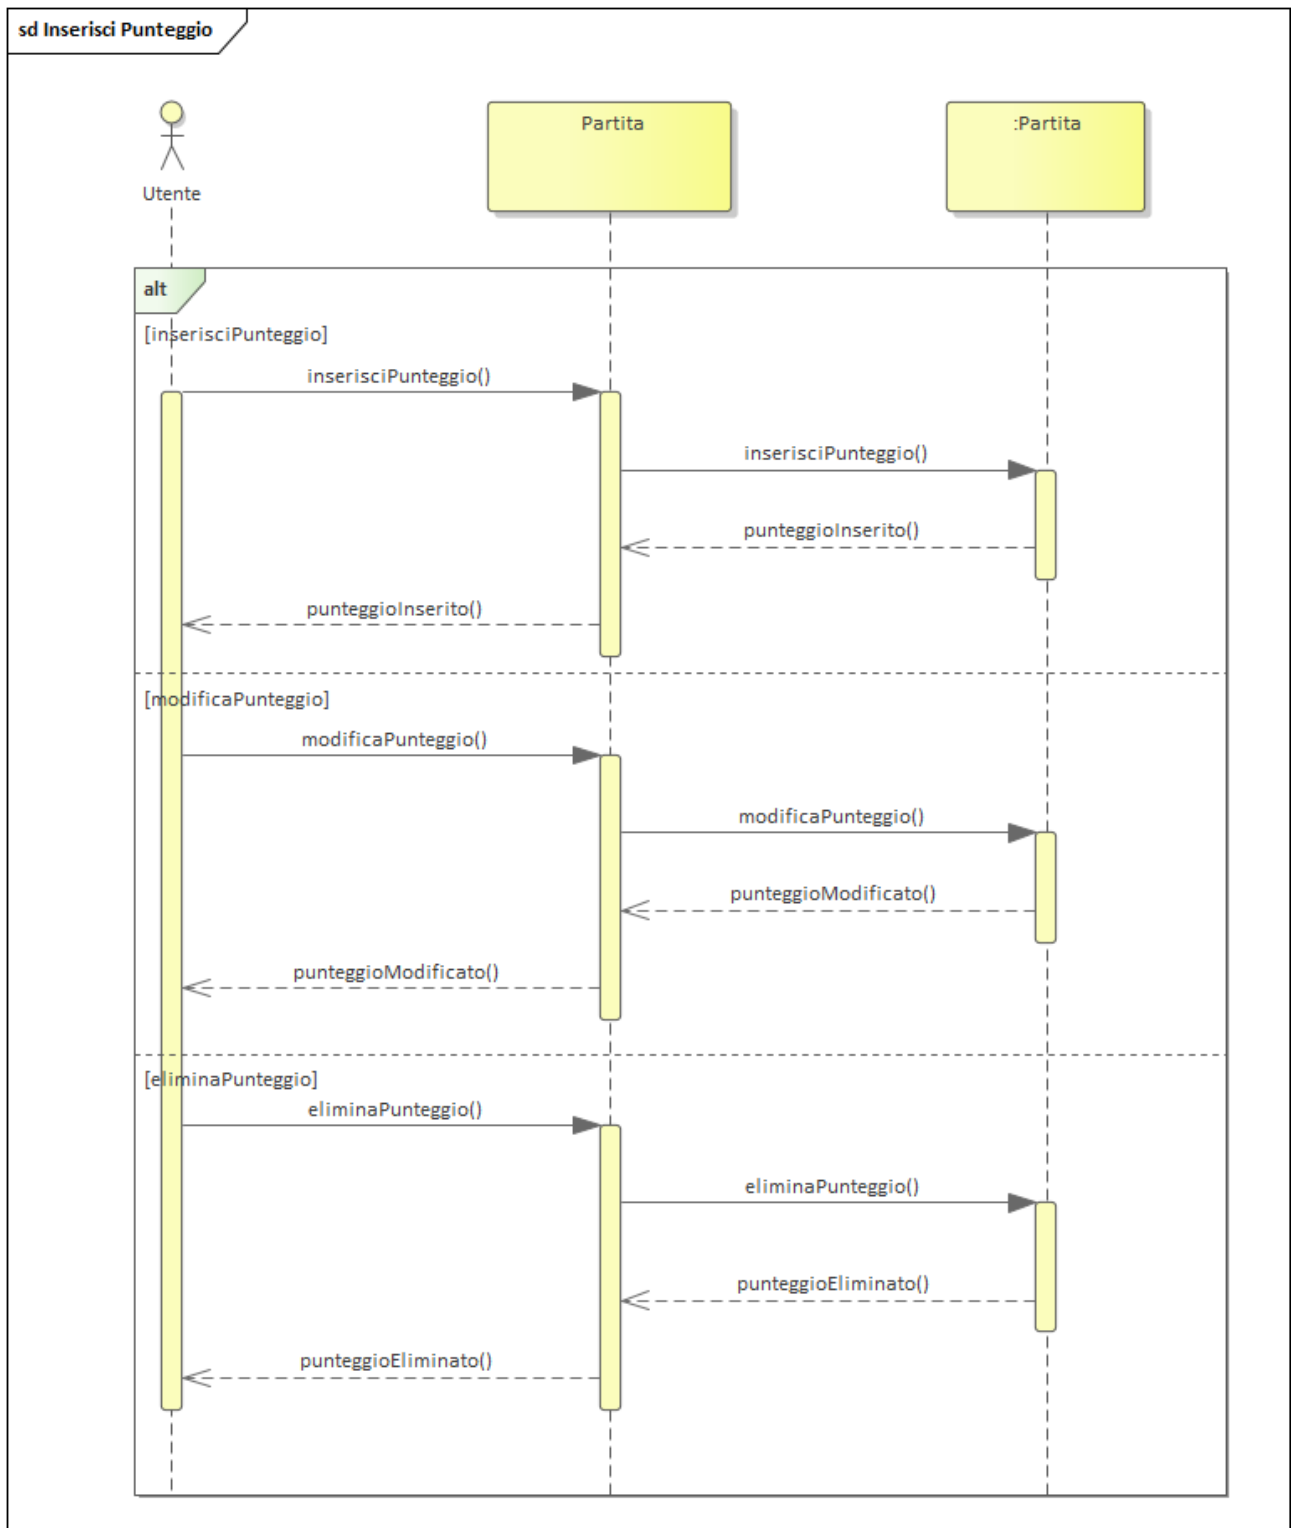 sd Inserisci Punteggio
Utente
Partita
:Partita
alt
[inserisciPunteggio]
inserisciPunteggio()
inserisciPunteggio()
punteggioInserito()
punteggioInserito()
[modificaPunteggio]
modificaPunteggio()
modificaPunteggio()
punteggioModificato()
punteggioModificato()
[eliminaPunteggio]
eliminaPunteggio()
eliminaPunteggio()
punteggioEliminato()
punteggioEliminato()